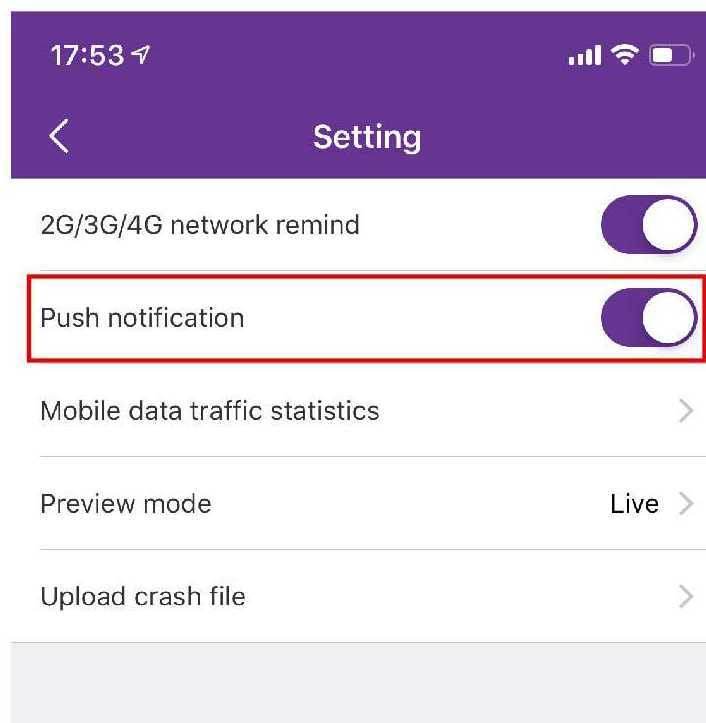 17:53
Setting
2G/3G/4G network remind
Push notification
Mobile data traffic statistics
Preview mode Live
Upload crash file